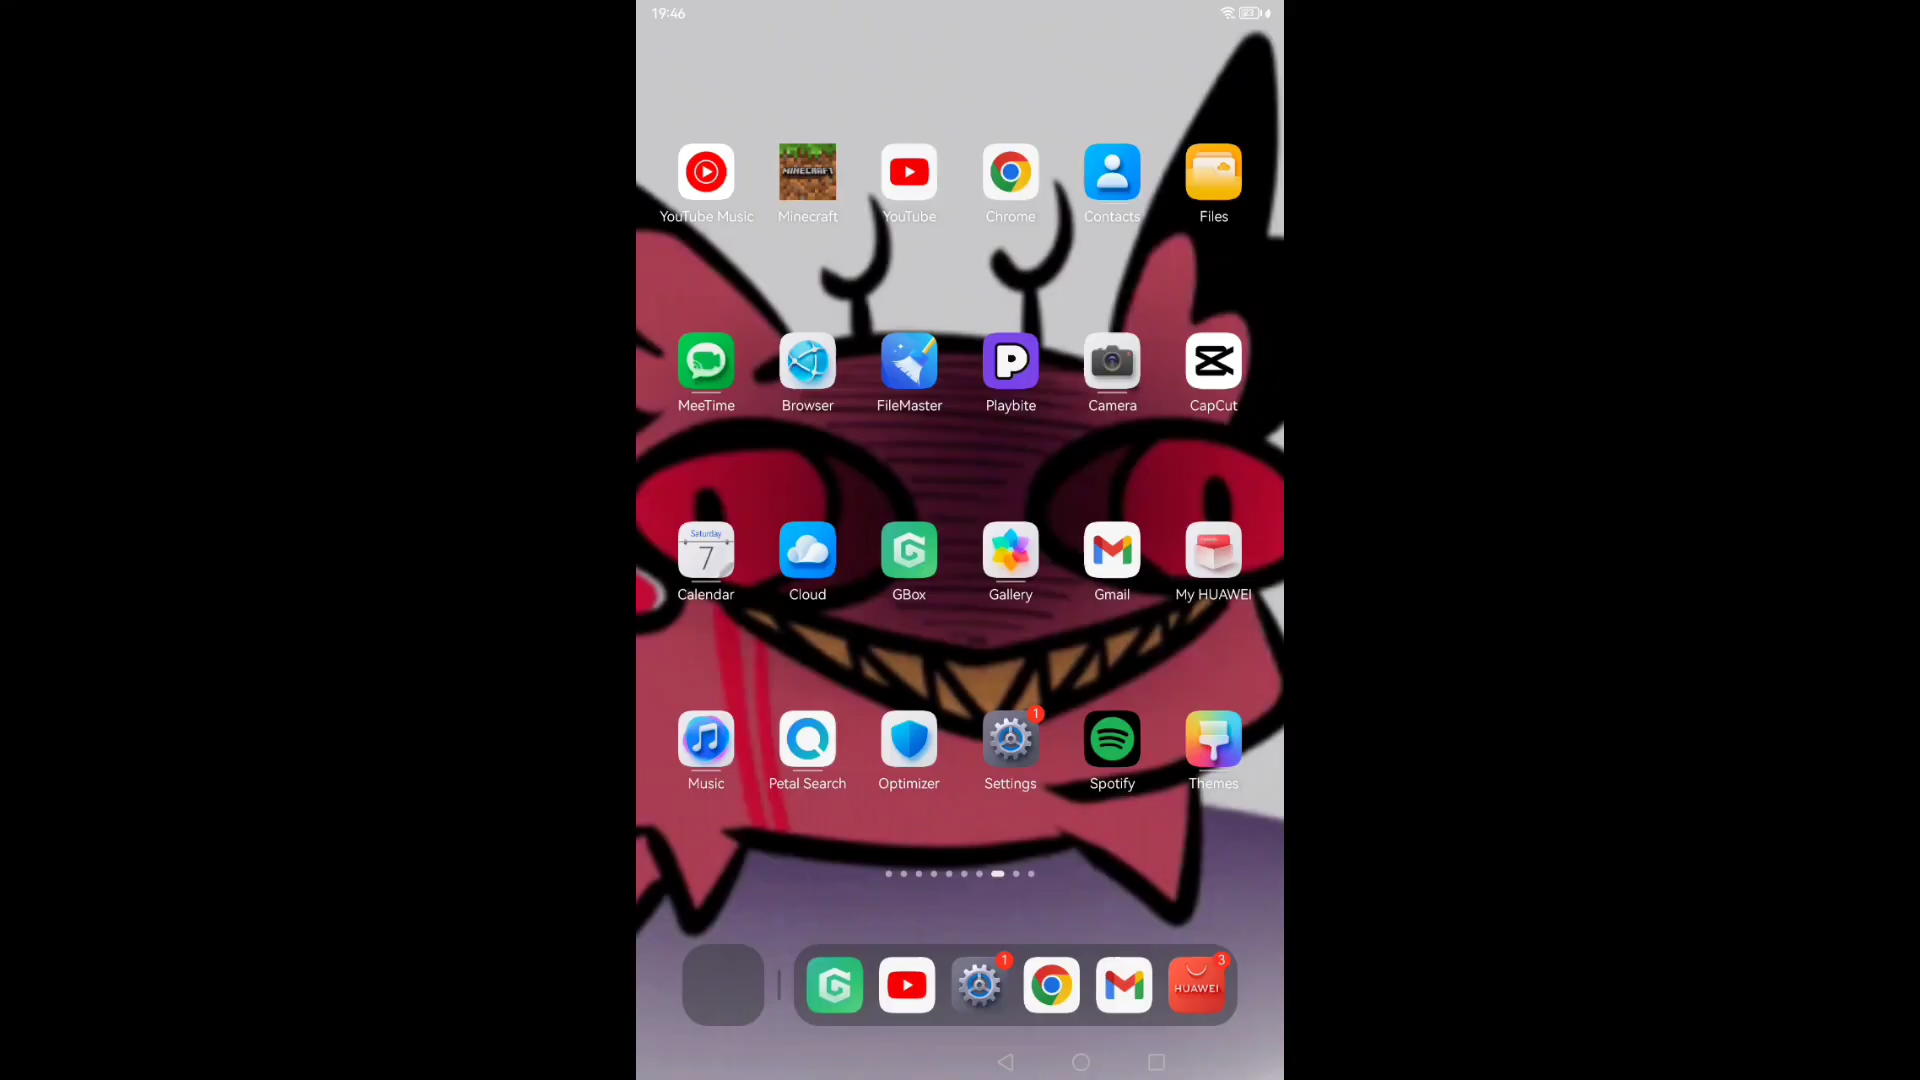 19:46
YouTube Music Minecraft YouTube Chrome Contacts Files
MINECRAFT
MeeTime Browser FileMaster Playbite Camera CapCut
Saturday
7
Calendar Cloud GBox Gallery Gmail My HUAWEI
1
Music Petal Search Optimizer Settings Spotify Themes
1 3
HUAWEI